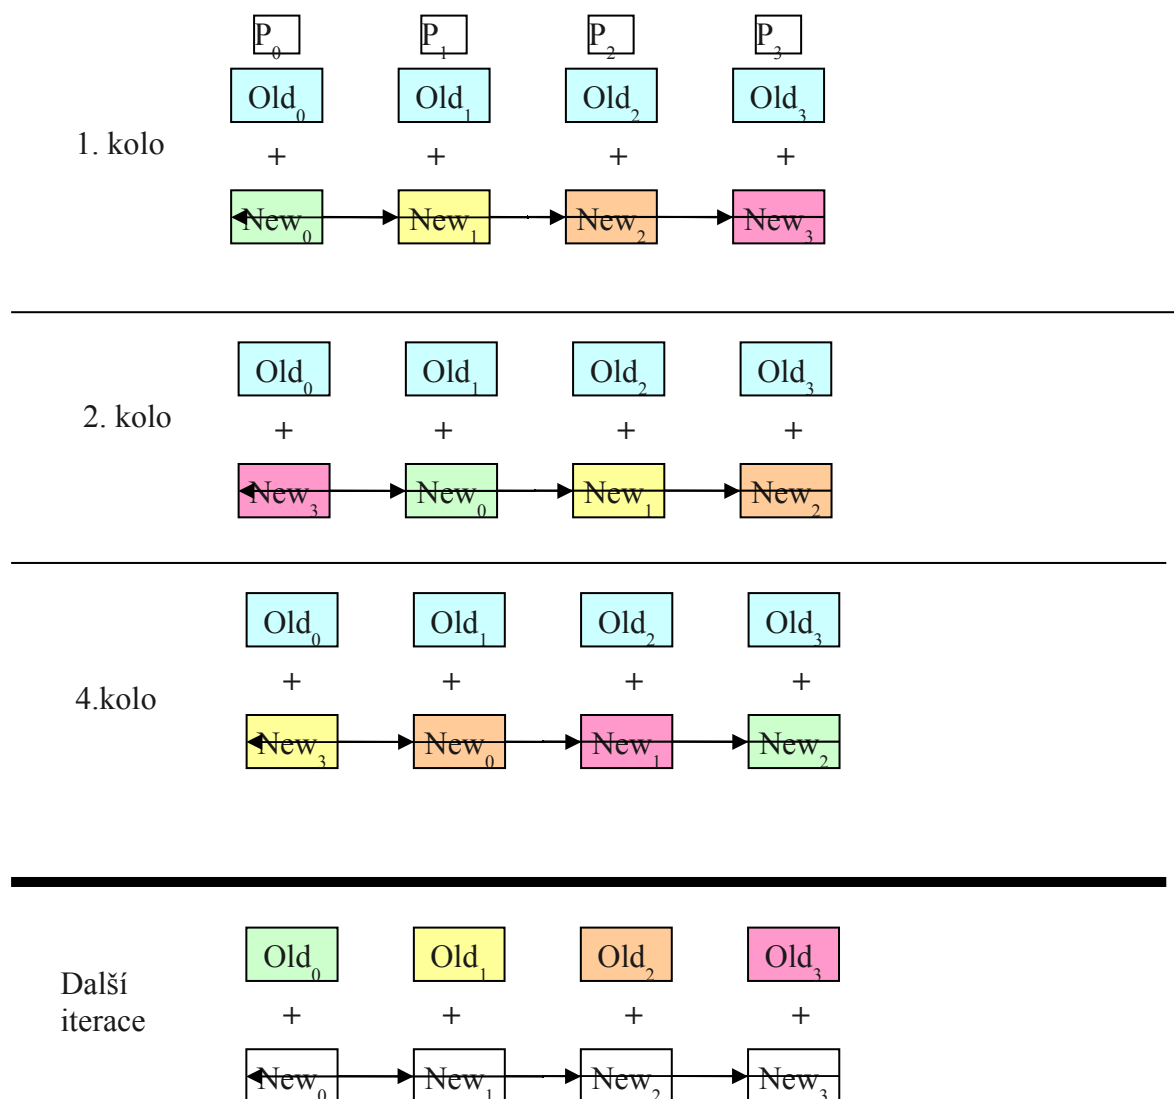 P₀ P₁ P₂ P₃
Old₀ Old₁ Old₂ Old₃
1. kolo
+ + + +
New₀ New₁ New₂ New₃
Old₀ Old₁ Old₂ Old₃
2. kolo
+ + + +
New₃ New₀ New₁ New₂
Old₀ Old₁ Old₂ Old₃
4.kolo
+ + + +
New₃ New₀ New₁ New₂
Old₀ Old₁ Old₂ Old₃
Další
iterace
+ + + +
New₀ New₁ New₂ New₃